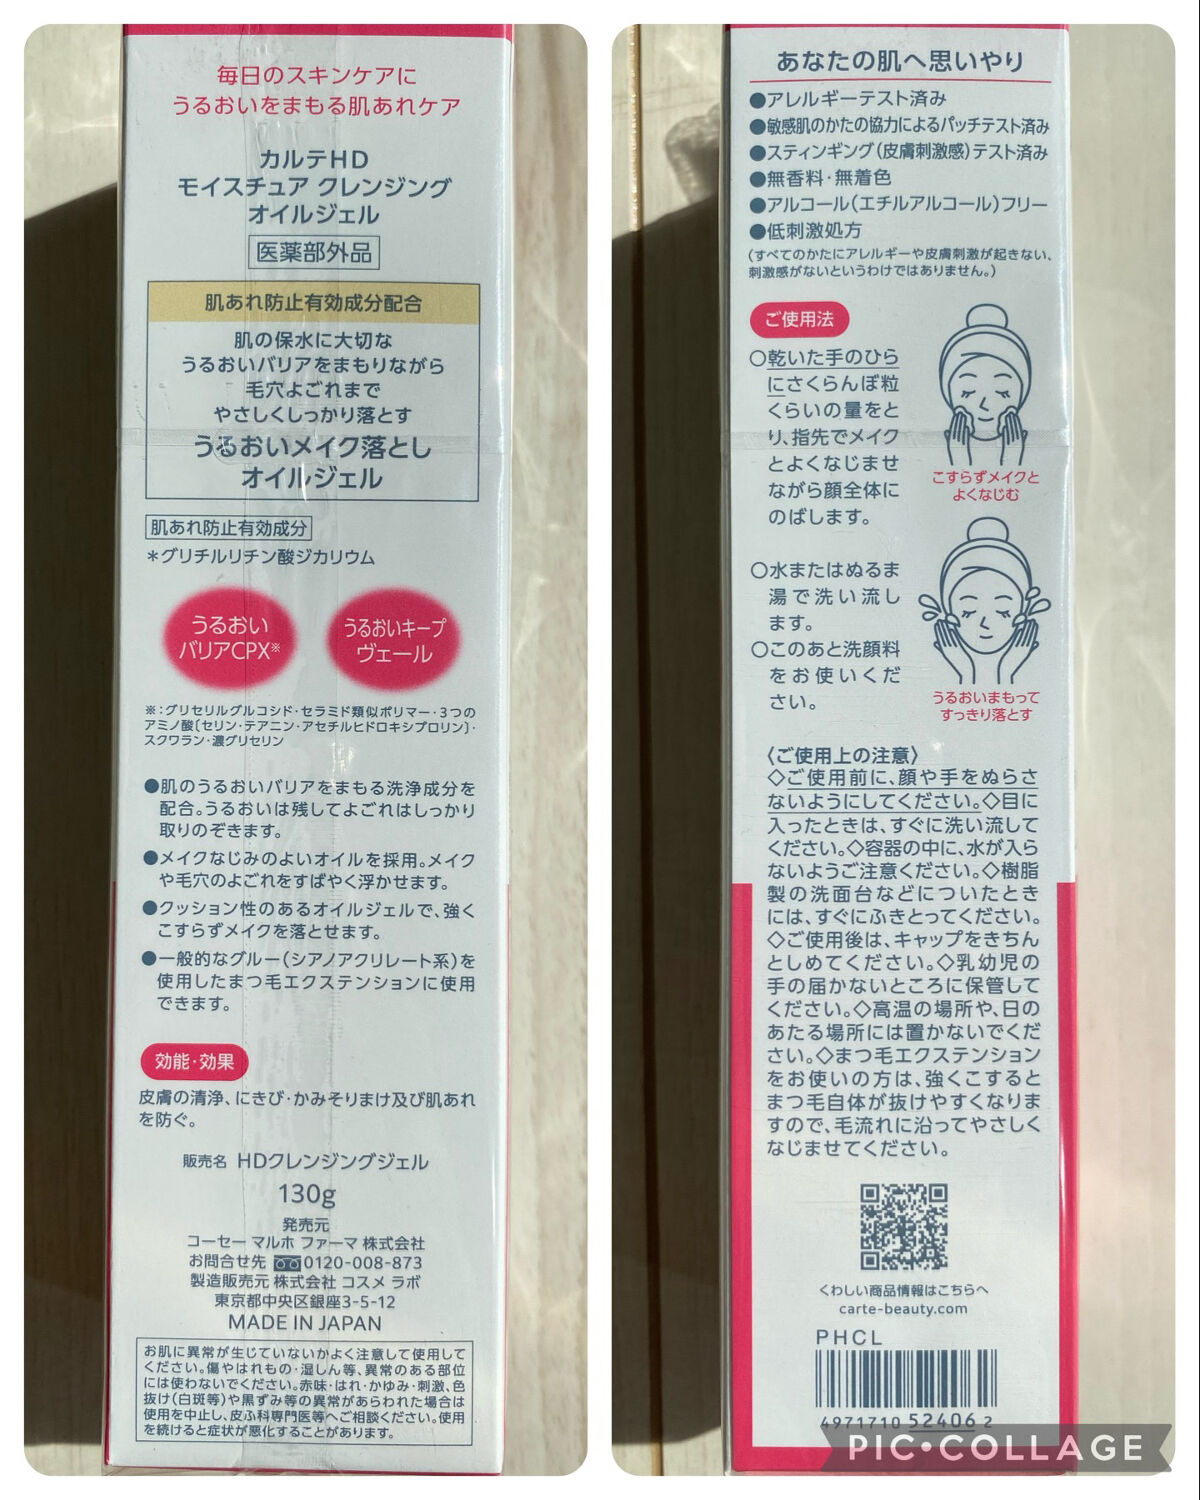 毎日のスキンケアに
うるおいをまもる肌あれケア
カルテHD
モイスチュア クレンジング
オイルジェル
医薬部外品
肌あれ防止有効成分配合
肌の保水に大切な
うるおいバリアをまもりながら
毛穴よごれまで
やさしくしっかり落とす
うるおいメイク落とし
オイルジェル
肌あれ防止有効成分
＊グリチルリチン酸ジカリウム
うるおい
バリアCPX※
うるおいキープ
ヴェール
※：グリセリルグルコシド・セラミド類似ポリマー・3つの
アミノ酸〔セリン・テアニン・アセチルヒドロキシプロリン〕・
スクワラン・濃グリセリン
●肌のうるおいバリアをまもる洗浄成分を
配合。うるおいは残してよごれはしっかり
取りのぞきます。
●メイクなじみのよいオイルを採用。メイク
や毛穴のよごれをすばやく浮かせます。
●クッション性のあるオイルジェルで、強く
こすらずメイクを落とせます。
●一般的なグルー（シアノアクリレート系）を
使用したまつ毛エクステンションに使用
できます。
効能・効果
皮膚の清浄、にきび・かみそりまけ及び肌あれ
を防ぐ。
販売名 HDクレンジングジェル
130g
発売元
コーセー マルホ ファーマ 株式会社
お問合せ先 0120-008-873
製造販売元 株式会社 コスメ ラボ
東京都中央区銀座3-5-12
MADE IN JAPAN
お肌に異常が生じていないかよく注意して使用して
ください。傷やはれもの・湿しん等、異常のある部位
には使わないでください。赤味・はれ・かゆみ・刺激、色
抜け（白斑等）や黒ずみ等の異常があらわれた場合は
使用を中止し、皮ふ科専門医等へご相談ください。使用
を続けると症状が悪化することがあります。
あなたの肌へ思いやり
●アレルギーテスト済み
●敏感肌のかたの協力によるパッチテスト済み
●スティンギング（皮膚刺激感）テスト済み
●無香料・無着色
●アルコール（エチルアルコール）フリー
●低刺激処方
（すべてのかたにアレルギーや皮膚刺激が起きない、
刺激感がないというわけではありません。）
ご使用法
○乾いた手のひら
にさくらんぼ粒
くらいの量をと
り、指先でメイク
とよくなじませ
ながら顔全体に
のばします。
こすらずメイクと
よくなじむ
○水またはぬるま
湯で洗い流し
ます。
○このあと洗顔料
をお使いくだ
さい。
うるおいまもって
すっきり落とす
〈ご使用上の注意〉
◇ご使用前に、顔や手をぬらさ
ないようにしてください。◇目に
入ったときは、すぐに洗い流して
ください。◇容器の中に、水が入ら
ないようご注意ください。◇樹脂
製の洗面台などについたとき
には、すぐにふきとってください。
◇ご使用後は、キャップをきちん
としめてください。◇乳幼児の
手の届かないところに保管して
ください。◇高温の場所や、日の
あたる場所には置かないでくだ
さい。◇まつ毛エクステンション
をお使いの方は、強くこすると
まつ毛自体が抜けやすくなりま
すので、毛流れに沿ってやさしく
なじませてください。
くわしい商品情報はこちらへ
carte-beauty.com
PHCL
4971710 52406 2
PIC•COLLAGE